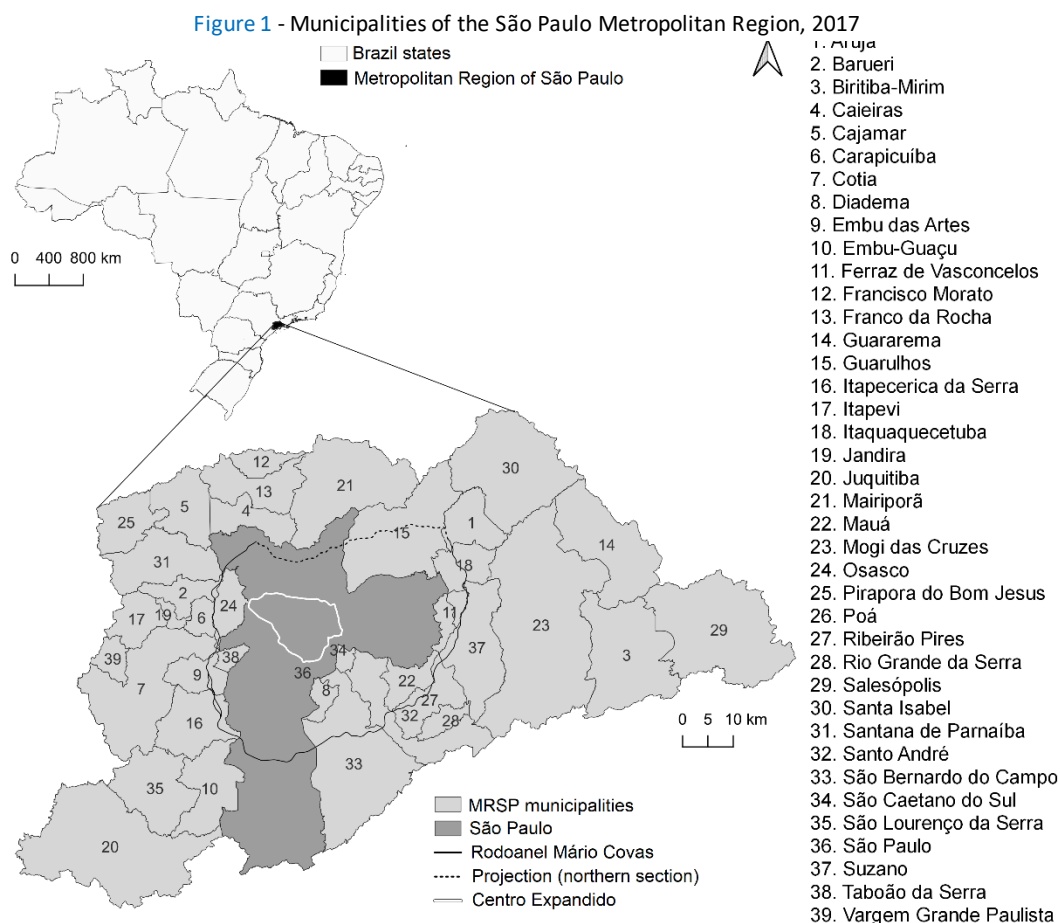 Figure 1 - Municipalities of the São Paulo Metropolitan Region, 2017
Brazil states
Metropolitan Region of São Paulo
0 400 800 km
1. Arujá
2. Barueri
3. Biritiba-Mirim
4. Caieiras
5. Cajamar
6. Carapicuíba
7. Cotia
8. Diadema
9. Embu das Artes
10. Embu-Guaçu
11. Ferraz de Vasconcelos
12. Francisco Morato
13. Franco da Rocha
14. Guararema
15. Guarulhos
16. Itapecerica da Serra
17. Itapevi
18. Itaquaquecetuba
19. Jandira
20. Juquitiba
21. Mairiporã
22. Mauá
23. Mogi das Cruzes
24. Osasco
25. Pirapora do Bom Jesus
26. Poá
27. Ribeirão Pires
28. Rio Grande da Serra
29. Salesópolis
30. Santa Isabel
31. Santana de Parnaíba
32. Santo André
33. São Bernardo do Campo
34. São Caetano do Sul
35. São Lourenço da Serra
36. São Paulo
37. Suzano
38. Taboão da Serra
39. Vargem Grande Paulista
12
30
13
21
5
4
25
1
15
14
31
18
2
24
11
17
19
6
23
29
34
37
39
38
36
3
9
22
7
8
27
32
28
16
0 5 10 km
33
35
10
20
MRSP municipalities
São Paulo
Rodoanel Mário Covas
Projection (northern section)
Centro Expandido